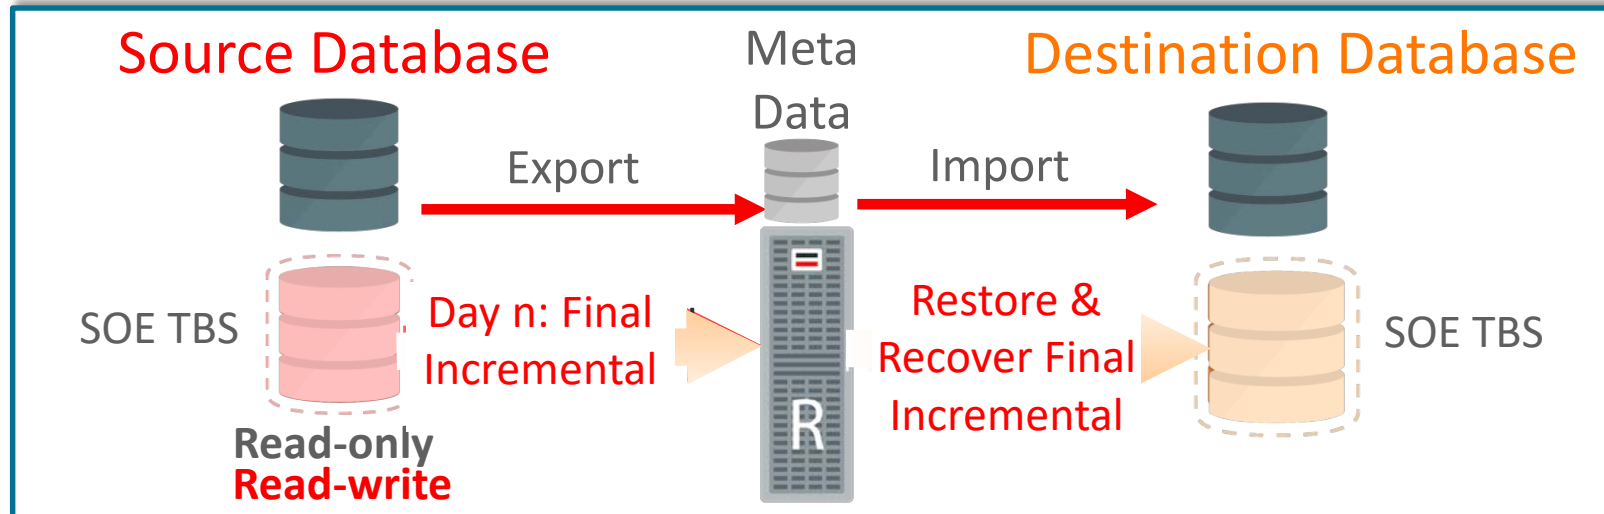 Source Database
Meta
Data
Destination Database
Export
Import
SOE TBS
Day n: Final
Incremental
Restore &
Recover Final
Incremental
SOE TBS
R
Read-only
Read-write